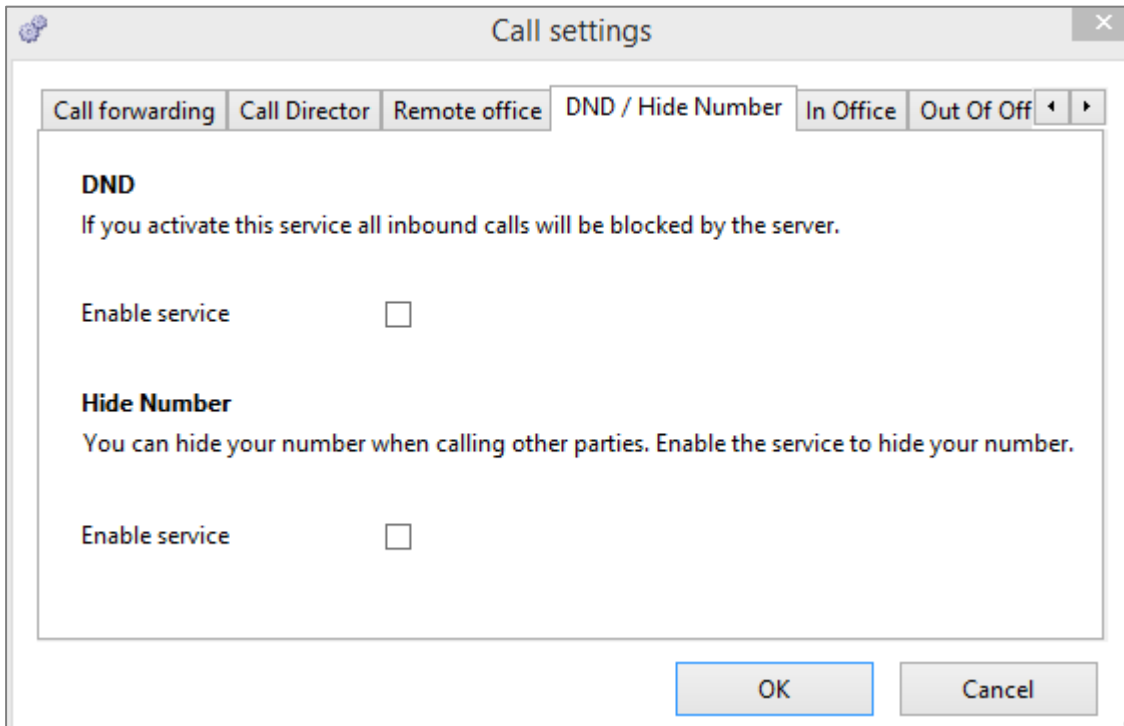 Call settings
Call forwarding Call Director Remote office DND / Hide Number In Office Out Of Off
DND
If you activate this service all inbound calls will be blocked by the server.
Enable service
Hide Number
You can hide your number when calling other parties. Enable the service to hide your number.
Enable service
OK Cancel